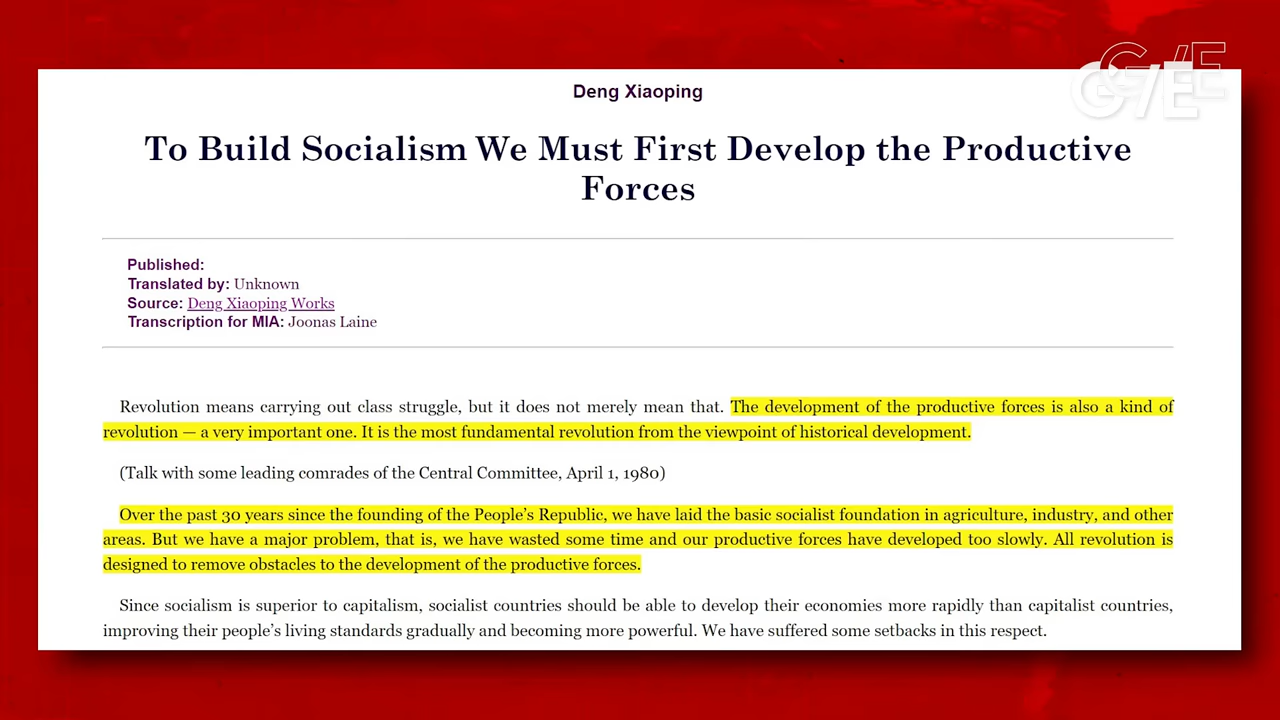 G/E
Deng Xiaoping
To Build Socialism We Must First Develop the Productive
Forces
Published:
Translated by: Unknown
Source: Deng Xiaoping Works
Transcription for MIA: Joonas Laine
Revolution means carrying out class struggle, but it does not merely mean that. The development of the productive forces is also a kind of
revolution — a very important one. It is the most fundamental revolution from the viewpoint of historical development.
(Talk with some leading comrades of the Central Committee, April 1, 1980)
Over the past 30 years since the founding of the People’s Republic, we have laid the basic socialist foundation in agriculture, industry, and other
areas. But we have a major problem, that is, we have wasted some time and our productive forces have developed too slowly. All revolution is
designed to remove obstacles to the development of the productive forces.
Since socialism is superior to capitalism, socialist countries should be able to develop their economies more rapidly than capitalist countries,
improving their people’s living standards gradually and becoming more powerful. We have suffered some setbacks in this respect.